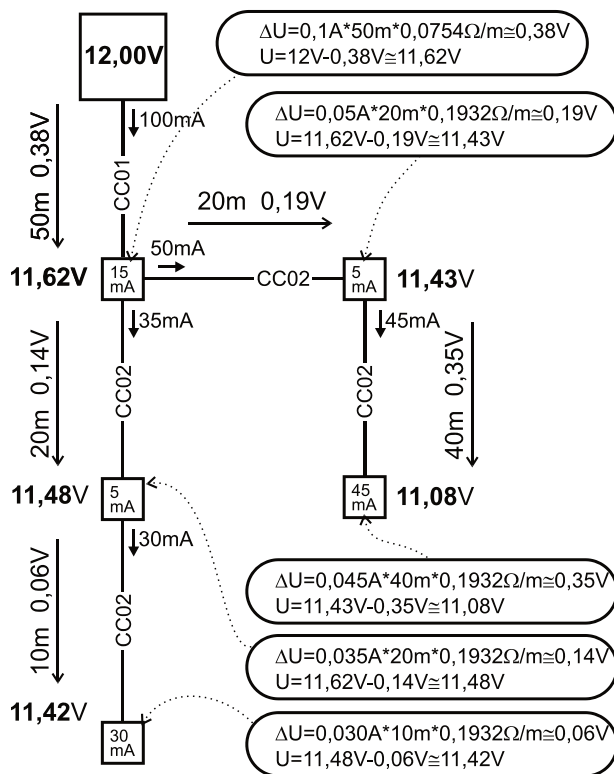 12,00V
ΔU=0,1A*50m*0,0754Ω/m≅0,38V
U=12V-0,38V≅11,62V
100mA
50m 0,38V
CC01
ΔU=0,05A*20m*0,1932Ω/m≅0,19V
U=11,62V-0,19V≅11,43V
20m 0,19V
50mA
11,62V
15
mA
CC02
5
mA
11,43V
35mA
45mA
20m 0,14V
CC02
CC02
40m 0,35V
11,48V
5
mA
45
mA
11,08V
30mA
10m 0,06V
CC02
ΔU=0,045A*40m*0,1932Ω/m≅0,35V
U=11,43V-0,35V≅11,08V
ΔU=0,035A*20m*0,1932Ω/m≅0,14V
U=11,62V-0,14V≅11,48V
11,42V
30
mA
ΔU=0,030A*10m*0,1932Ω/m≅0,06V
U=11,48V-0,06V≅11,42V